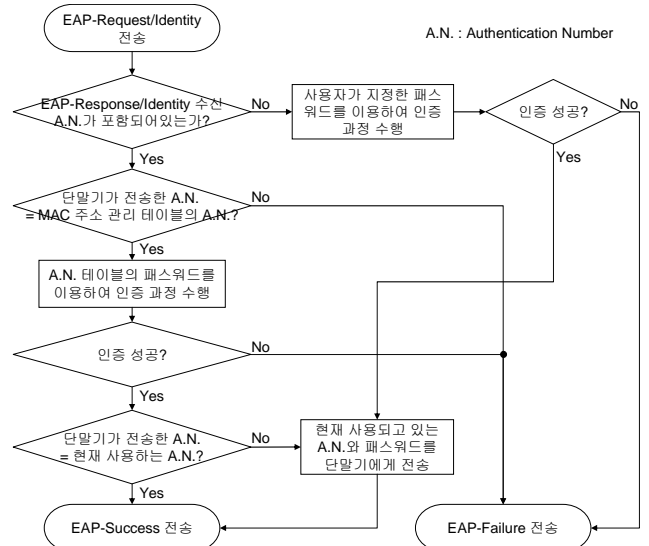 EAP-Request/Identity
전송
A.N. : Authentication Number
EAP-Response/Identity 수신
A.N.가 포함되어있는가?
No
사용자가 지정한 패스
워드를 이용하여 인증
과정 수행
인증 성공?
No
Yes
Yes
단말기가 전송한 A.N.
= MAC 주소 관리 테이블의 A.N.?
No
Yes
A.N. 테이블의 패스워드를
이용하여 인증 과정 수행
인증 성공?
No
Yes
단말기가 전송한 A.N.
= 현재 사용하는 A.N.?
No
현재 사용되고 있는
A.N.와 패스워드를
단말기에게 전송
Yes
EAP-Success 전송
EAP-Failure 전송